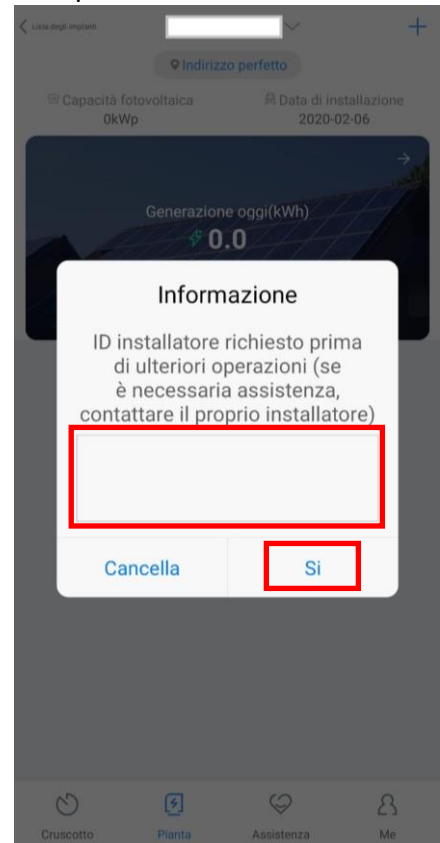 Lista degli impianti
Indirizzo perfetto
Capacità fotovoltaica
Data di installazione
0kWp
2020-02-06
Generazione oggi(kWh)
0.0
Informazione
ID installatore richiesto prima
di ulteriori operazioni (se
è necessaria assistenza,
contattare il proprio installatore)
Cancella
Si
Cruscotto
Pianta
Assistenza
Me